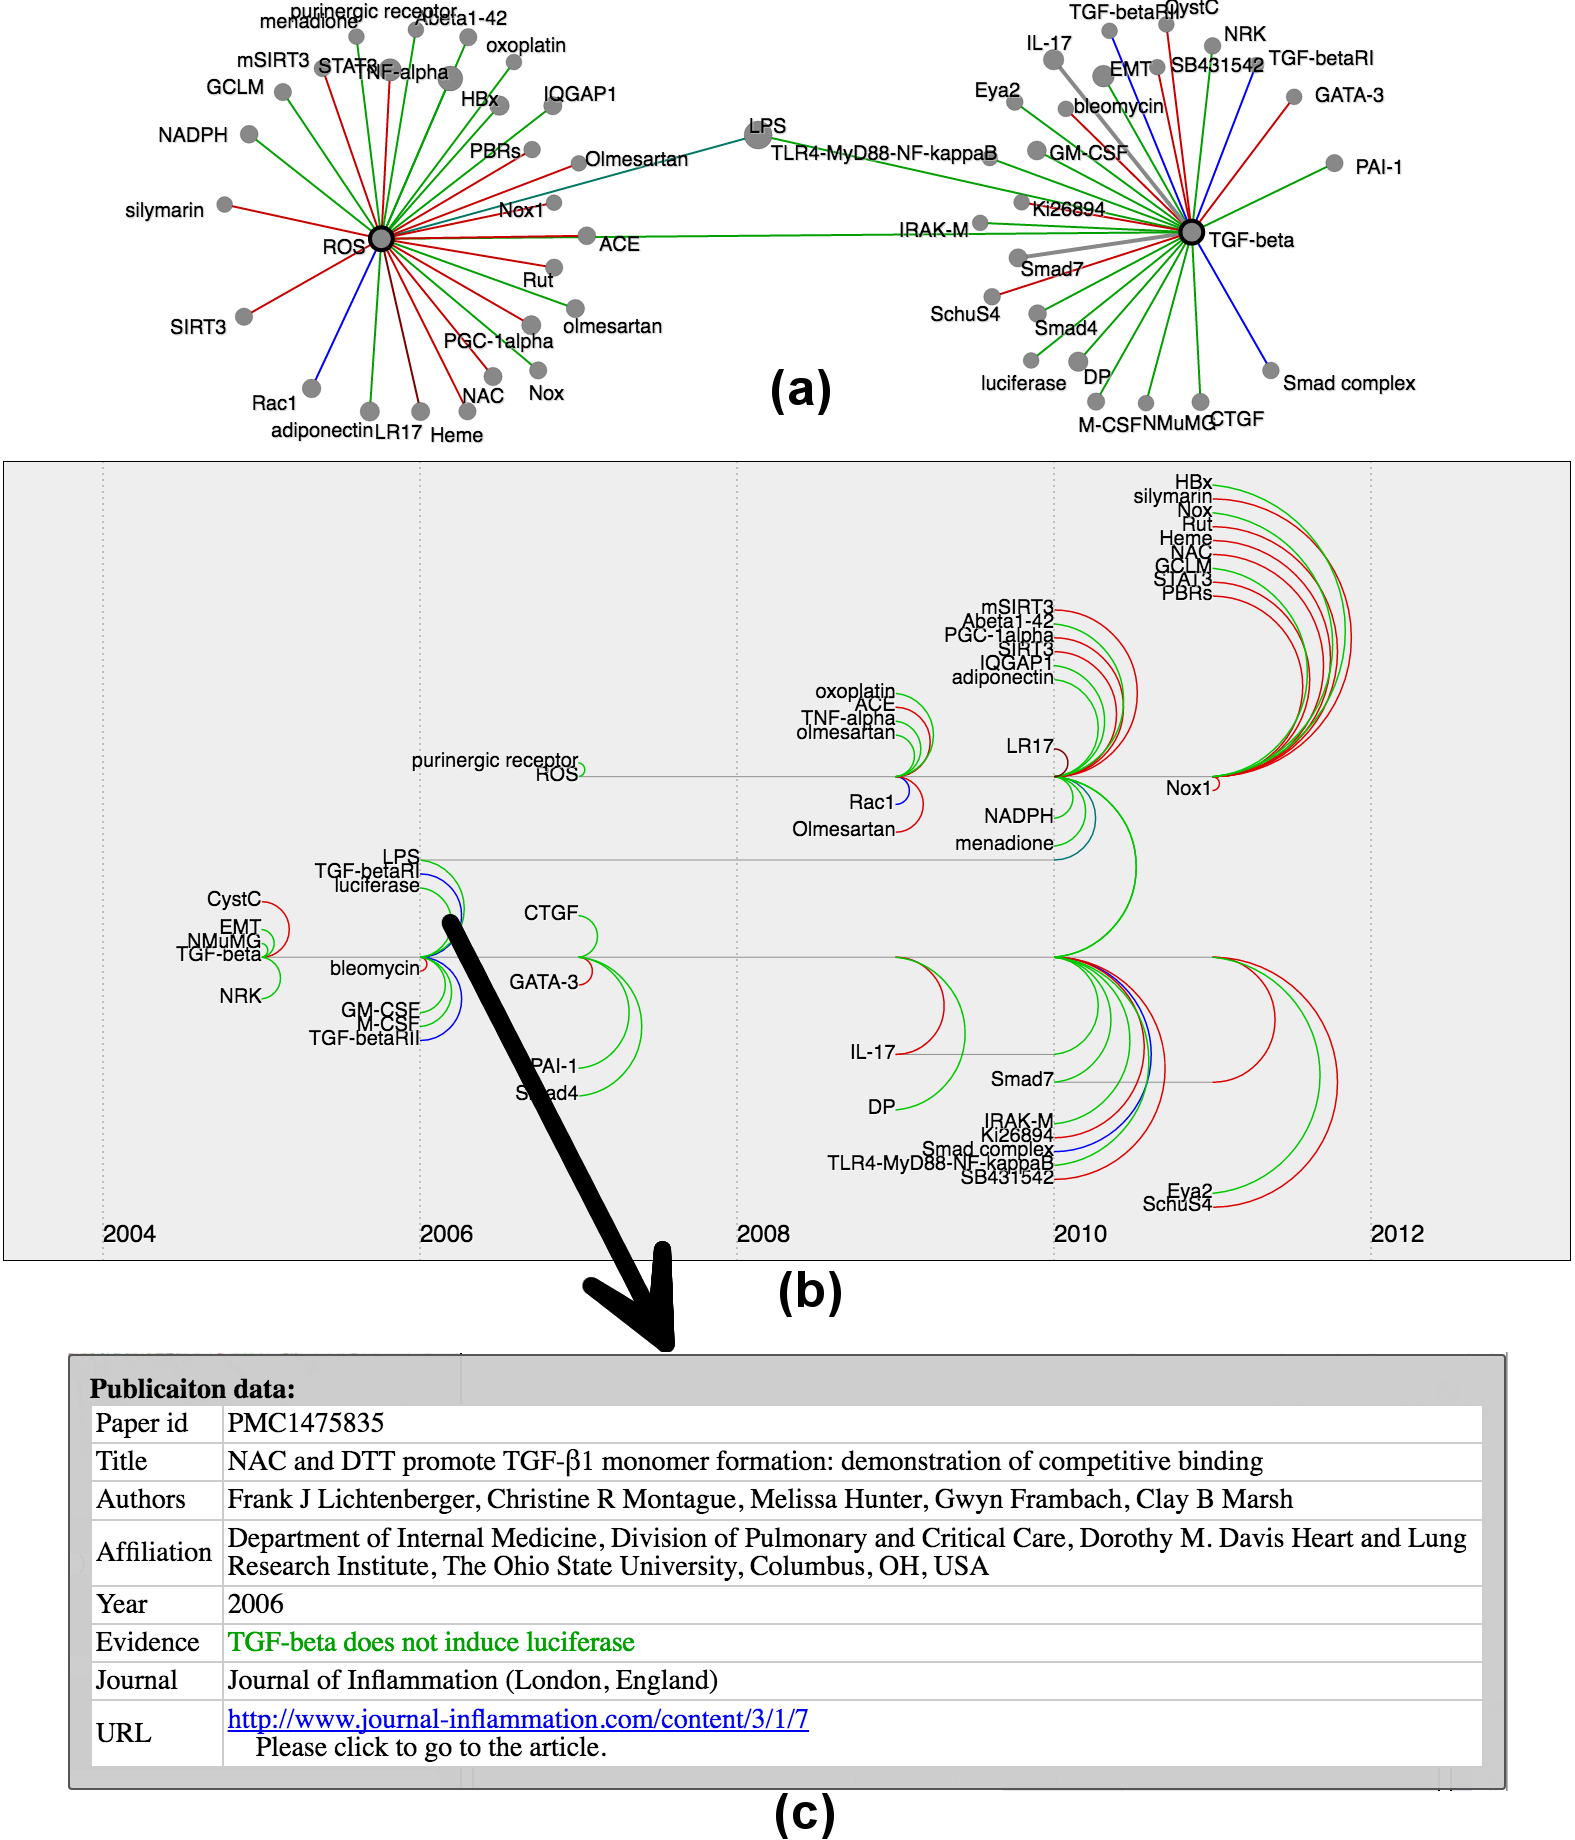 purinergic receptor
menadione
Abeta1-42
oxoplatin
mSIRT3
STAT3
TNF-alpha
GCLM
HBx
IQGAP1
NADPH
PBRs
Olmesartan
silymarin
Nox1
ROS
ACE
Rut
SIRT3
olmesartan
PGC-1alpha
Rac1
NAC
Nox
adiponectin
LR17
Heme
LPS
TLR4-MyD88-NF-kappaB
TGF-betaRII
CystC
IL-17
NRK
EMT
SB431542
TGF-betaRI
Eya2
bleomycin
GATA-3
GM-CSF
PAI-1
Ki26894
IRAK-M
TGF-beta
Smad7
SchuS4
Smad4
luciferase
DP
Smad complex
M-CSF
NMuMG
CTGF
(a)
HBx
silymarin
Nox
Rut
Heme
NAC
GCLM
STAT3
PBRs
mSIRT3
Abeta1-42
PGC-1alpha
SIRT3
IQGAP1
adiponectin
oxoplatin
ACE
TNF-alpha
olmesartan
LR17
purinergic receptor
ROS
Nox1
Rac1
NADPH
Olmesartan
menadione
LPS
TGF-betaRI
luciferase
CystC
CTGF
EMT
NMuMG
TGF-beta
bleomycin
GATA-3
NRK
GM-CSF
M-CSF
TGF-betaRII
IL-17
PAI-1
Smad7
Smad4
DP
IRAK-M
Ki26894
Smad complex
TLR4-MyD88-NF-kappaB
SB431542
Eya2
SchuS4
2004 2006 2008 2010 2012
(b)
Publicaiton data:
Paper id PMC1475835
Title NAC and DTT promote TGF-β1 monomer formation: demonstration of competitive binding
Authors Frank J Lichtenberger, Christine R Montague, Melissa Hunter, Gwyn Frambach, Clay B Marsh
Affiliation Department of Internal Medicine, Division of Pulmonary and Critical Care, Dorothy M. Davis Heart and Lung
Research Institute, The Ohio State University, Columbus, OH, USA
Year 2006
Evidence TGF-beta does not induce luciferase
Journal Journal of Inflammation (London, England)
URL http://www.journal-inflammation.com/content/3/1/7
Please click to go to the article.
(c)